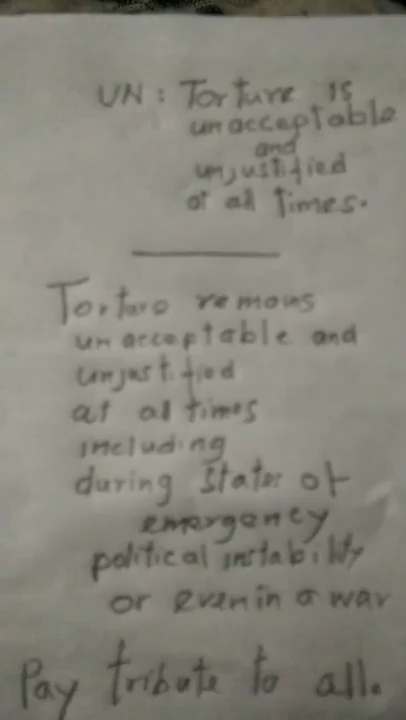 UN: Torture is
unacceptable
and
unjustified
at all times.
Torture remains
unacceptable and
unjustified
at all times
including
during states of
emergency
political instability
or even in a war
Pay tribute to all.